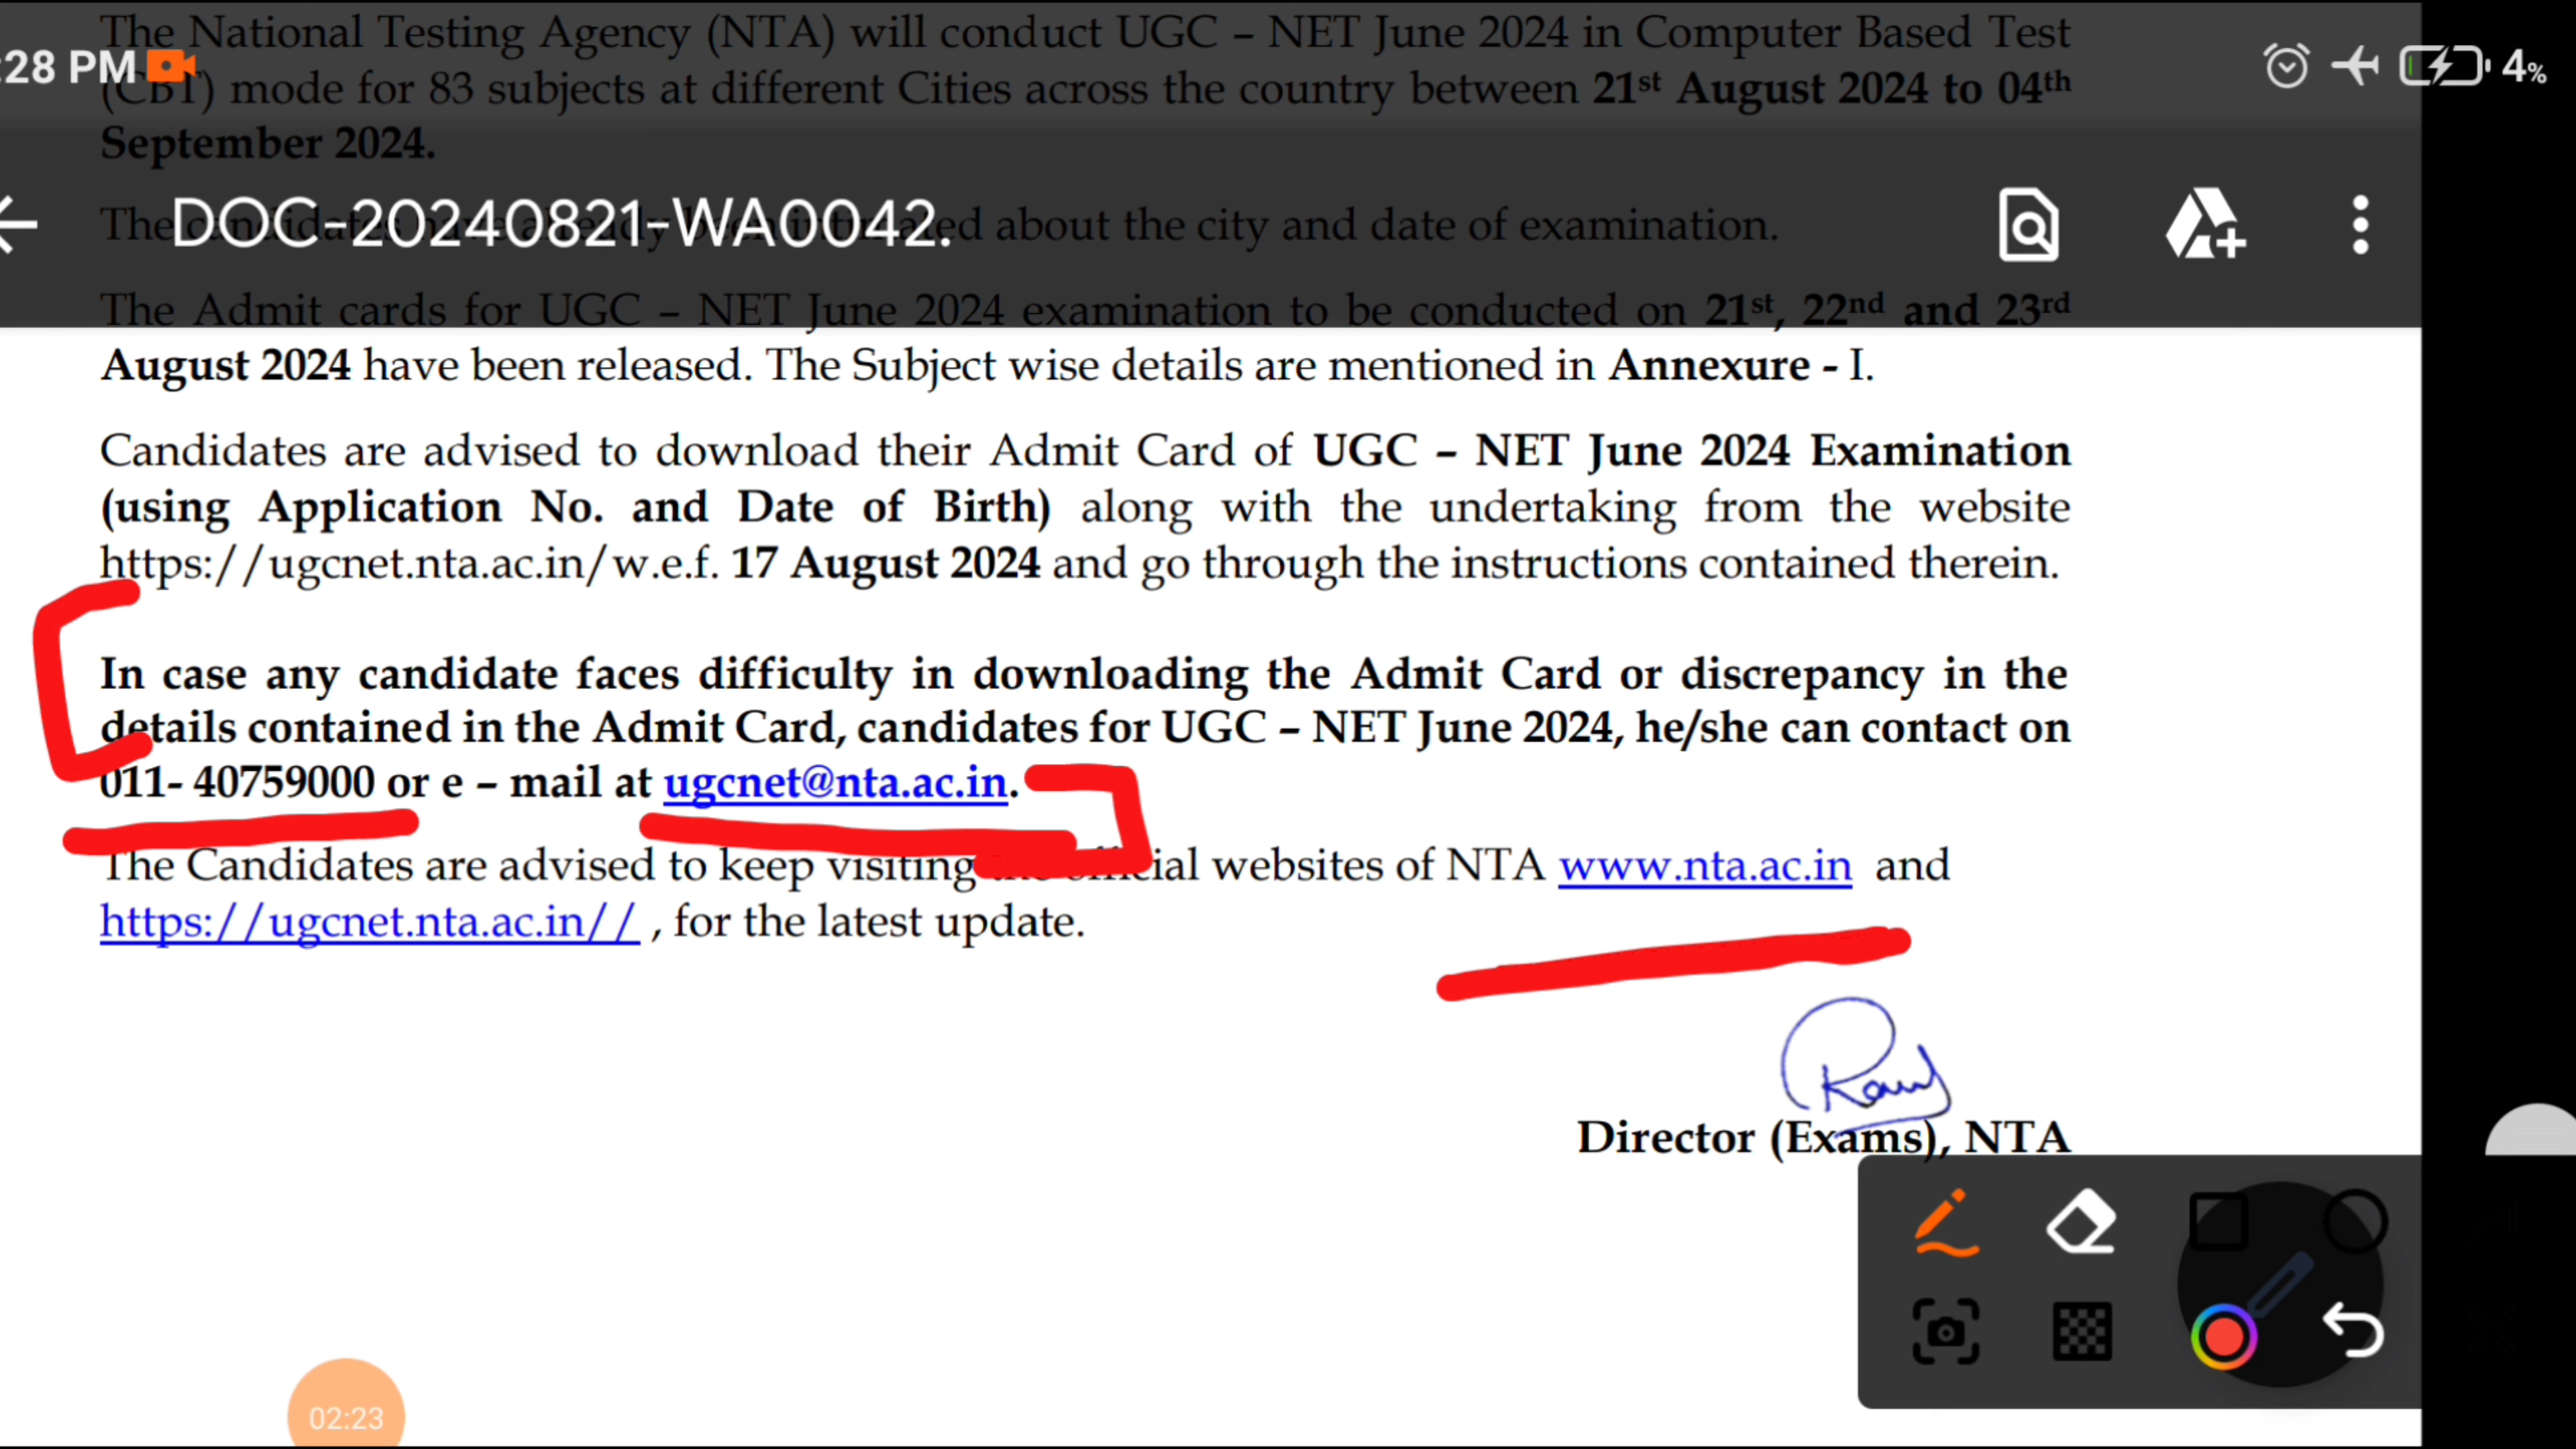 The National Testing Agency (NTA) will conduct UGC – NET June 2024 in Computer Based Test
:28 PM
4%
(CBT) mode for 83 subjects at different Cities across the country between 21st August 2024 to 04th
September 2024.
DOC-20240821-WA0042.
The candidates have already been intimated about the city and date of examination.
The Admit cards for UGC – NET June 2024 examination to be conducted on 21st, 22nd and 23rd
August 2024 have been released. The Subject wise details are mentioned in Annexure - I.
Candidates are advised to download their Admit Card of UGC – NET June 2024 Examination
(using Application No. and Date of Birth) along with the undertaking from the website
https://ugcnet.nta.ac.in/w.e.f. 17 August 2024 and go through the instructions contained therein.
In case any candidate faces difficulty in downloading the Admit Card or discrepancy in the
details contained in the Admit Card, candidates for UGC – NET June 2024, he/she can contact on
011- 40759000 or e – mail at ugcnet@nta.ac.in.
The Candidates are advised to keep visiting the official websites of NTA www.nta.ac.in and
https://ugcnet.nta.ac.in// , for the latest update.
Director (Exams), NTA
02:23